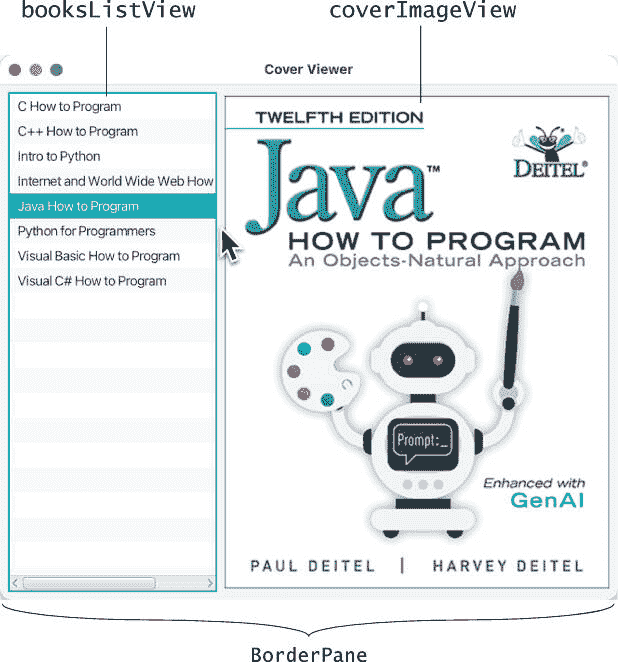 booksListView
coverImageView
Cover Viewer
C How to Program
C++ How to Program
Intro to Python
Internet and World Wide Web How
Java How to Program
Python for Programmers
Visual Basic How to Program
Visual C# How to Program
TWELFTH EDITION
DEITEL®
Java™
HOW TO PROGRAM
An Objects-Natural Approach
Prompt:_
Enhanced with
GenAI
PAUL DEITEL | HARVEY DEITEL
BorderPane